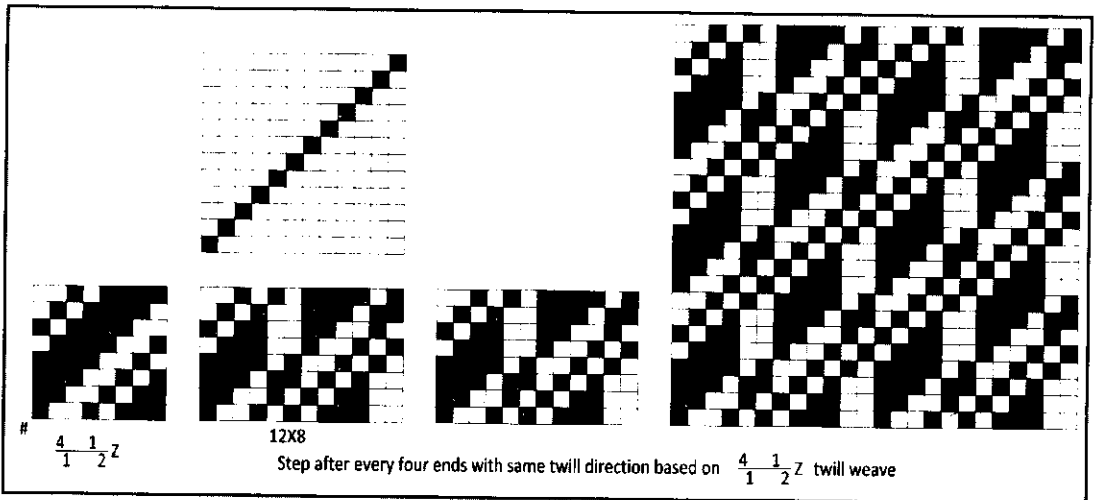 #
4 1
1 2 Z
12X8
Step after every four ends with same twill direction based on 4 1 / 1 2 Z twill weave